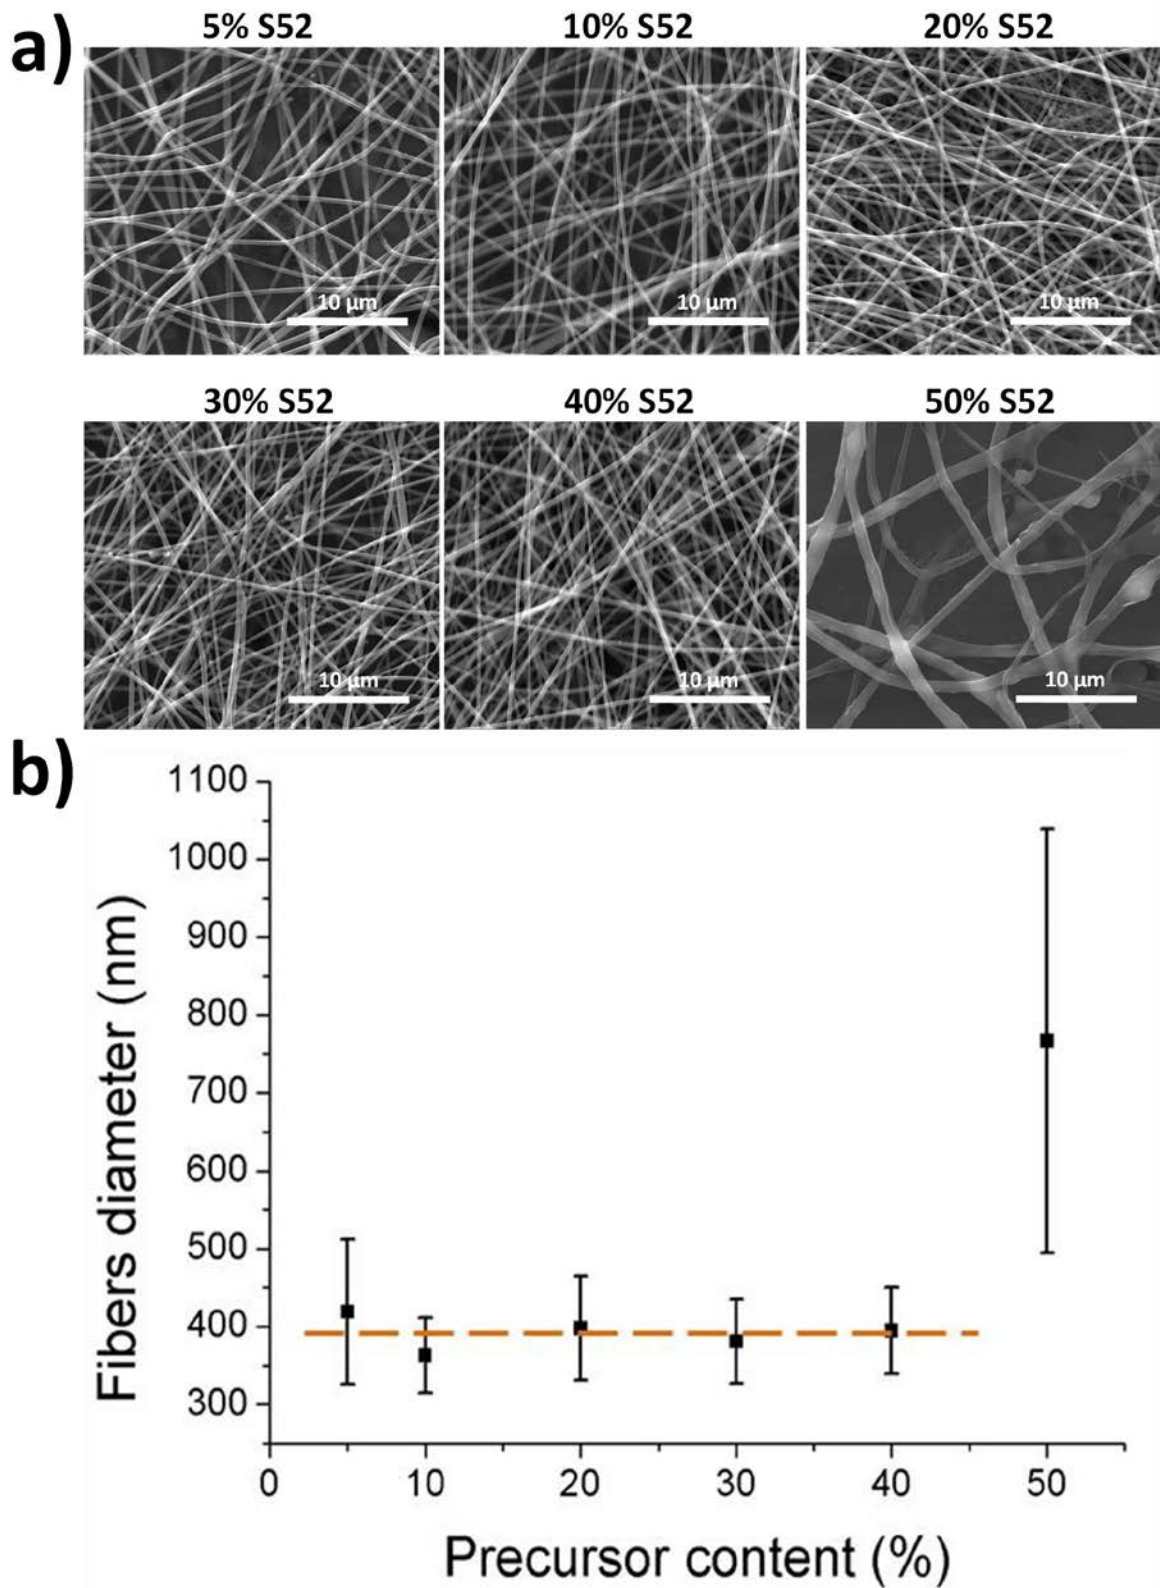 a)
5% S52
10% S52
20% S52
10 µm
10 µm
10 µm
30% S52
40% S52
50% S52
10 µm
10 µm
10 µm
b)
1100
1000
900
800
700
600
500
400
300
Fibers diameter (nm)
0
10
20
30
40
50
Precursor content (%)